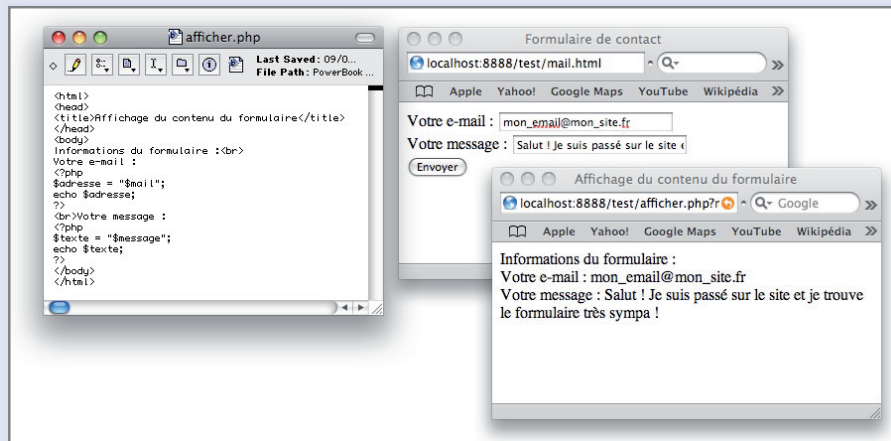 afficher.php
Last Saved: 09/0...
File Path: PowerBook ...
<html>
<head>
<title>Affichage du contenu du formulaire</title>
</head>
<body>
Informations du formulaire :<br>
Votre e-mail :
<?php
$adresse = "$mail";
echo $adresse;
?>
<br>Votre message :
<?php
$texte = "$message";
echo $texte;
?>
</body>
</html>
Formulaire de contact
localhost:8888/test/mail.html
Apple Yahoo! Google Maps YouTube Wikipédia
Votre e-mail : mon_email@mon_site.fr
Votre message : Salut ! Je suis passé sur le site
Envoyer
Affichage du contenu du formulaire
localhost:8888/test/afficher.php?r Google
Apple Yahoo! Google Maps YouTube Wikipédia
Informations du formulaire :
Votre e-mail : mon_email@mon_site.fr
Votre message : Salut ! Je suis passé sur le site et je trouve
le formulaire très sympa !